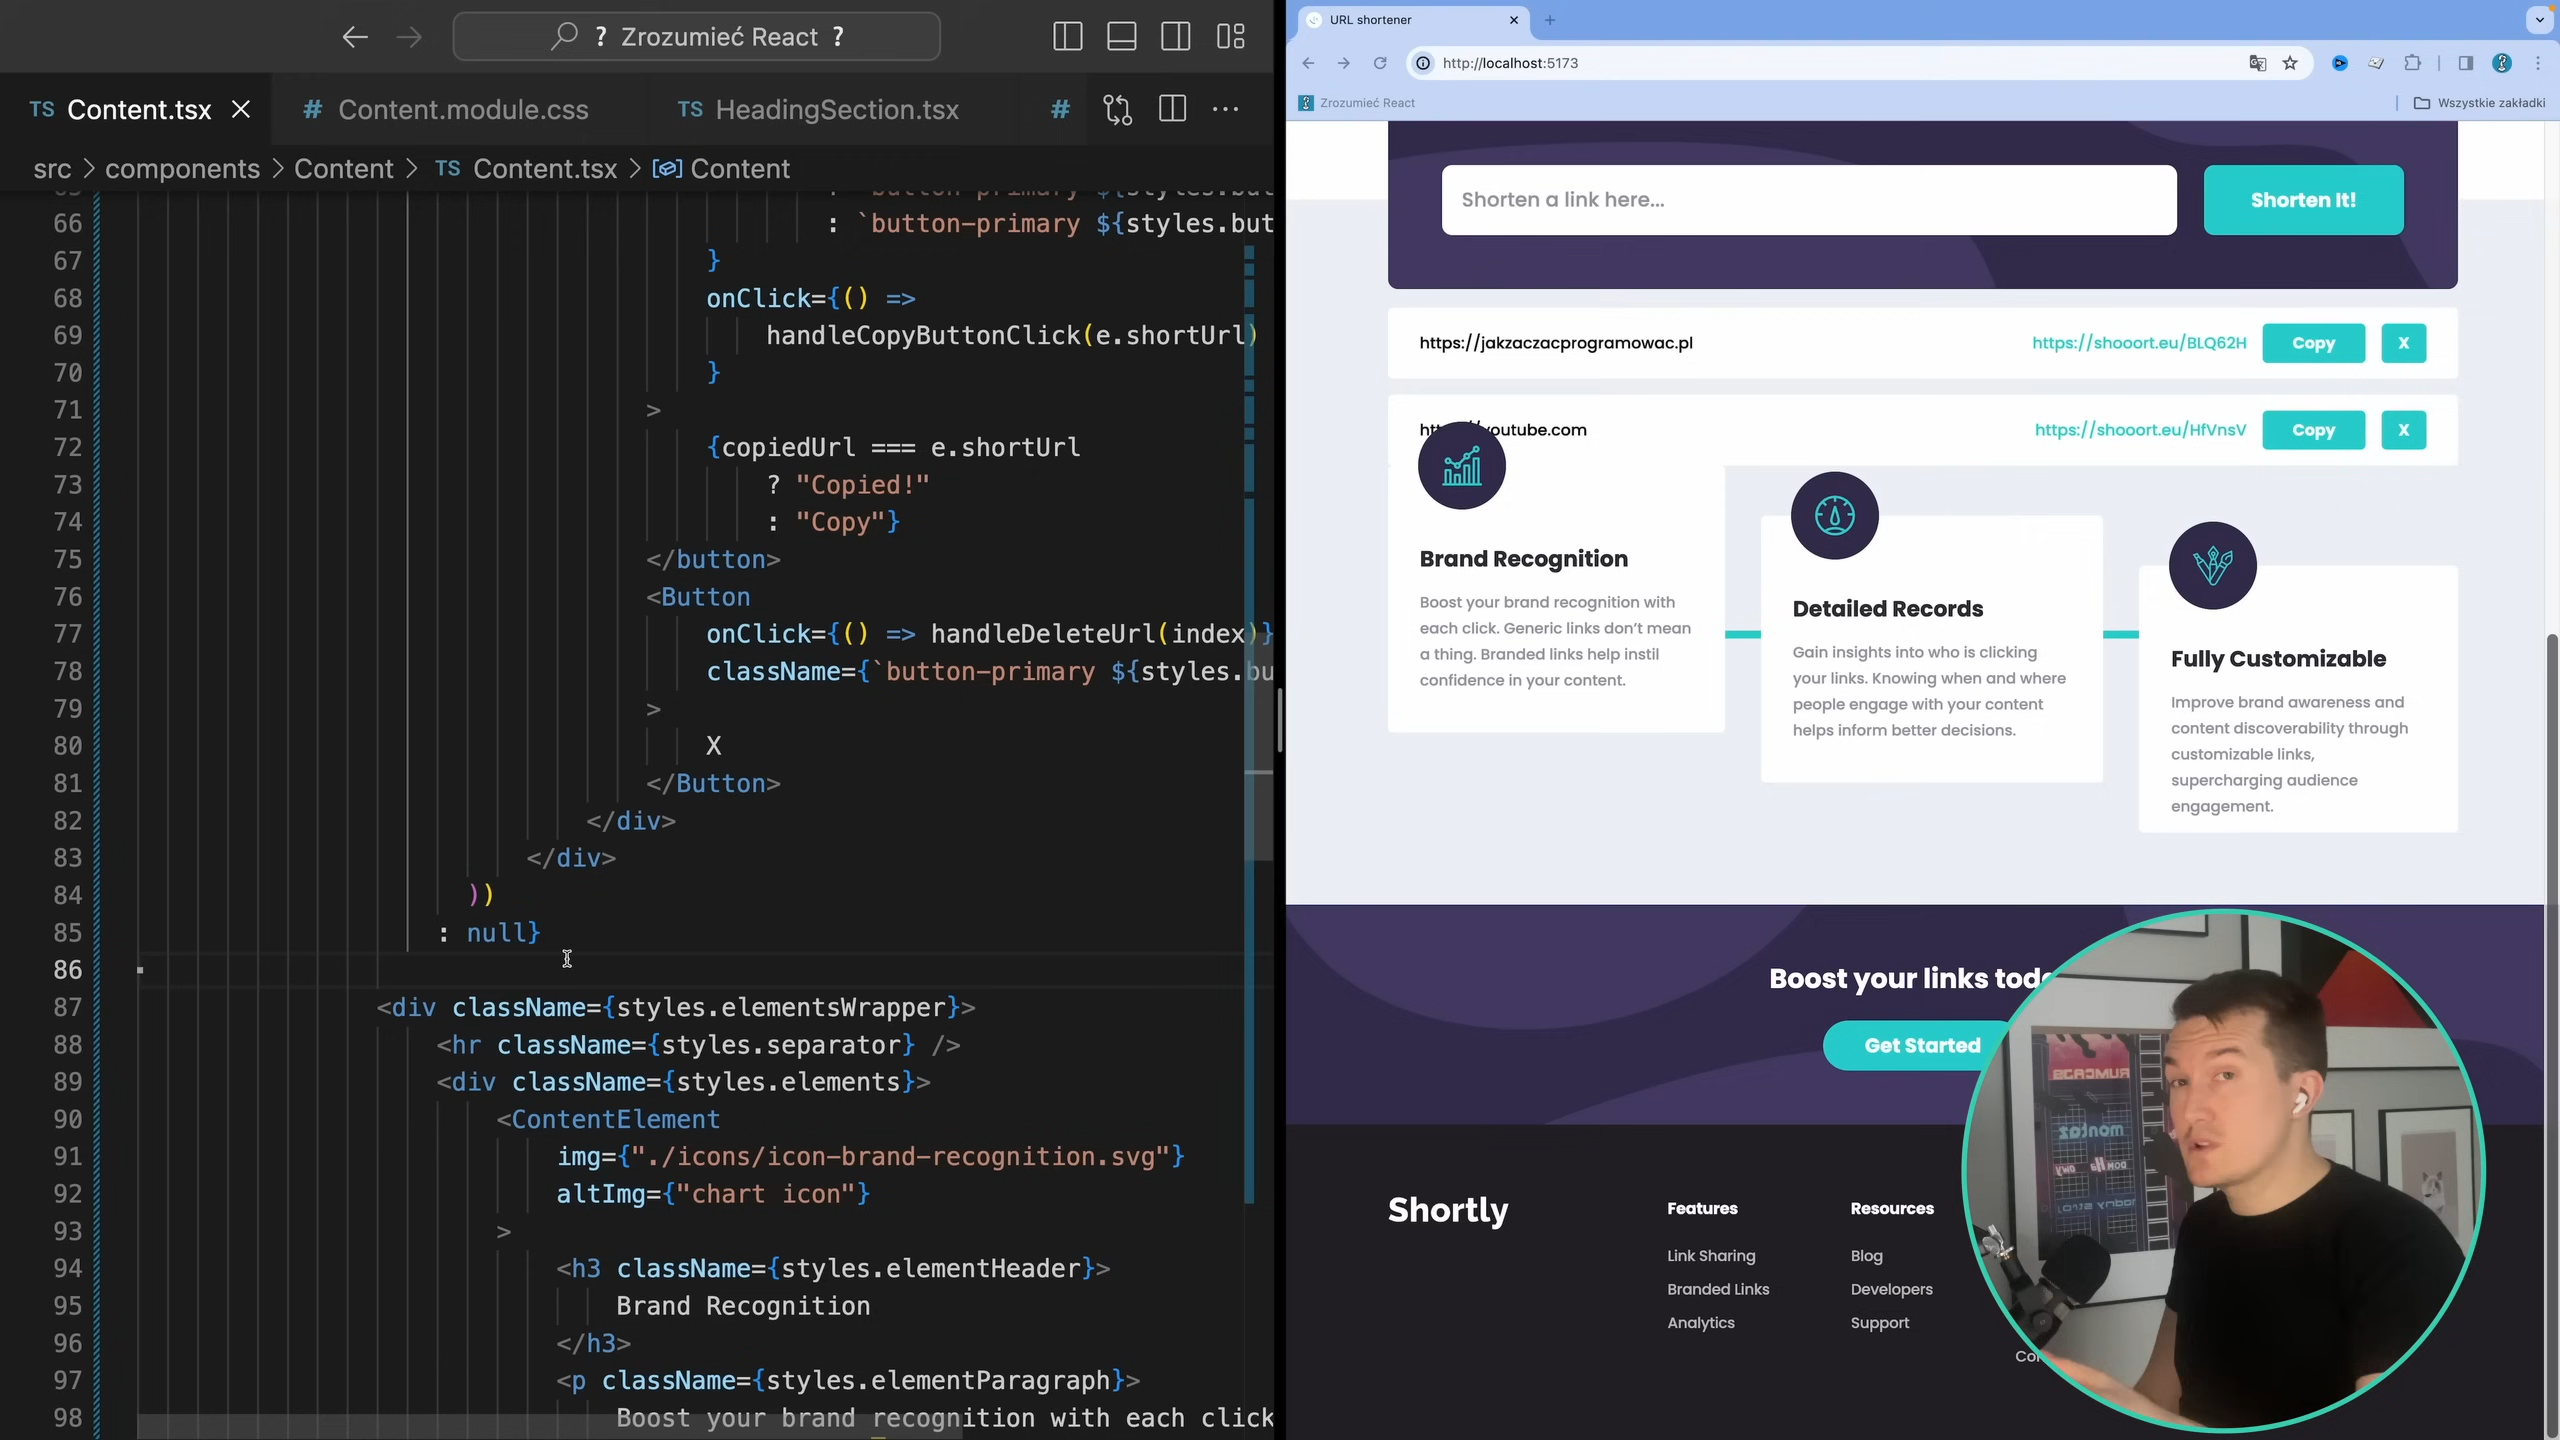 ? Zrozumieć React ?
TS Content.tsx
# Content.module.css
TS HeadingSection.tsx
#
src > components > Content > TS Content.tsx > Content
66 : `button-primary ${styles.but
67 }
68 onClick={() =>
69 handleCopyButtonClick(e.shortUrl)
70 }
71 >
72 {copiedUrl === e.shortUrl
73 ? "Copied!"
74 : "Copy"}
75 </button>
76 <Button
77 onClick={() => handleDeleteUrl(index)}
78 className={`button-primary ${styles.bu
79 >
80 X
81 </Button>
82 </div>
83 </div>
84 ))
85 : null}
86
87 <div className={styles.elementsWrapper}>
88 <hr className={styles.separator} />
89 <div className={styles.elements}>
90 <ContentElement
91 img={"./icons/icon-brand-recognition.svg"}
92 altImg={"chart icon"}
93 >
94 <h3 className={styles.elementHeader}>
95 Brand Recognition
96 </h3>
97 <p className={styles.elementParagraph}>
98 Boost your brand recognition with each click
URL shortener
http://localhost:5173
Zrozumieć React
Wszystkie zakładki
Shorten a link here...
Shorten It!
https://jakzaczacprogramowac.pl
https://shooort.eu/BLQ62H
Copy
X
youtube.com
https://shooort.eu/HfVnsV
Copy
X
Brand Recognition
Boost your brand recognition with
each click. Generic links don't mean
a thing. Branded links help instil
confidence in your content.
Detailed Records
Gain insights into who is clicking
your links. Knowing when and where
people engage with your content
helps inform better decisions.
Fully Customizable
Improve brand awareness and
content discoverability through
customizable links,
supercharging audience
engagement.
Boost your links tod
Get Started
Shortly
Features
Link Sharing
Branded Links
Analytics
Resources
Blog
Developers
Support